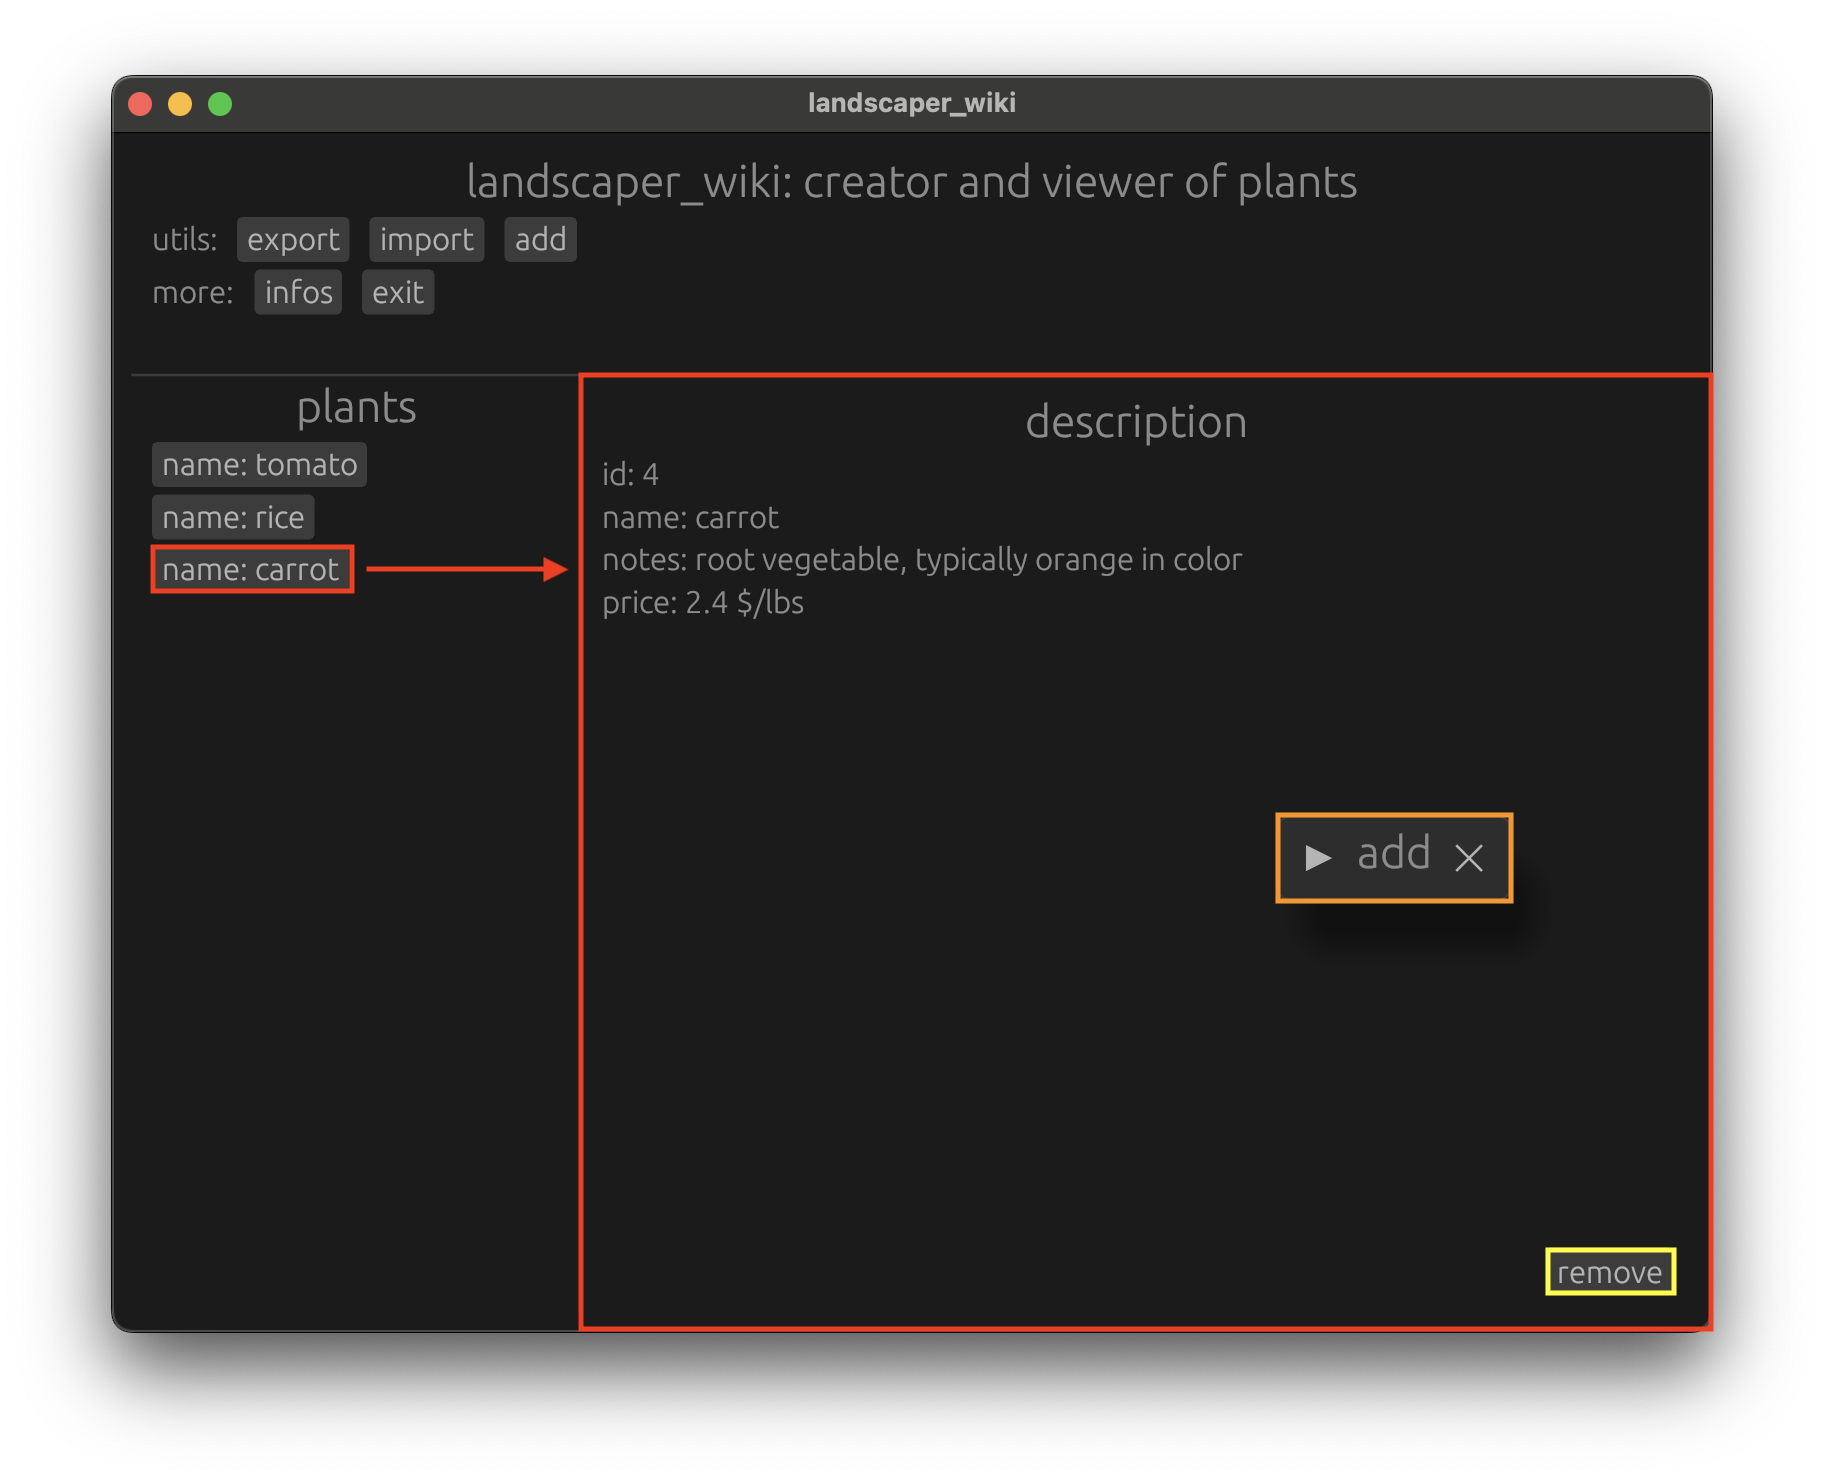 landscaper_wiki
landscaper_wiki: creator and viewer of plants
utils: export import add
more: infos exit
plants
name: tomato
name: rice
name: carrot
description
id: 4
name: carrot
notes: root vegetable, typically orange in color
price: 2.4 $/lbs
add
remove